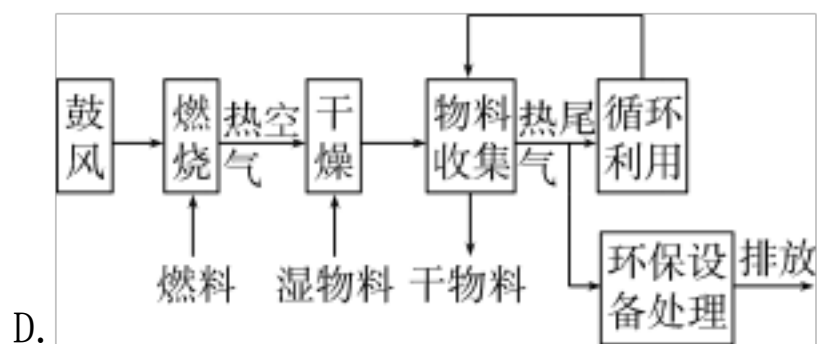 鼓风
燃烧
热空气
干燥
物料收集
热尾气
循环利用
燃料
湿物料
干物料
环保设备处理
排放
D.